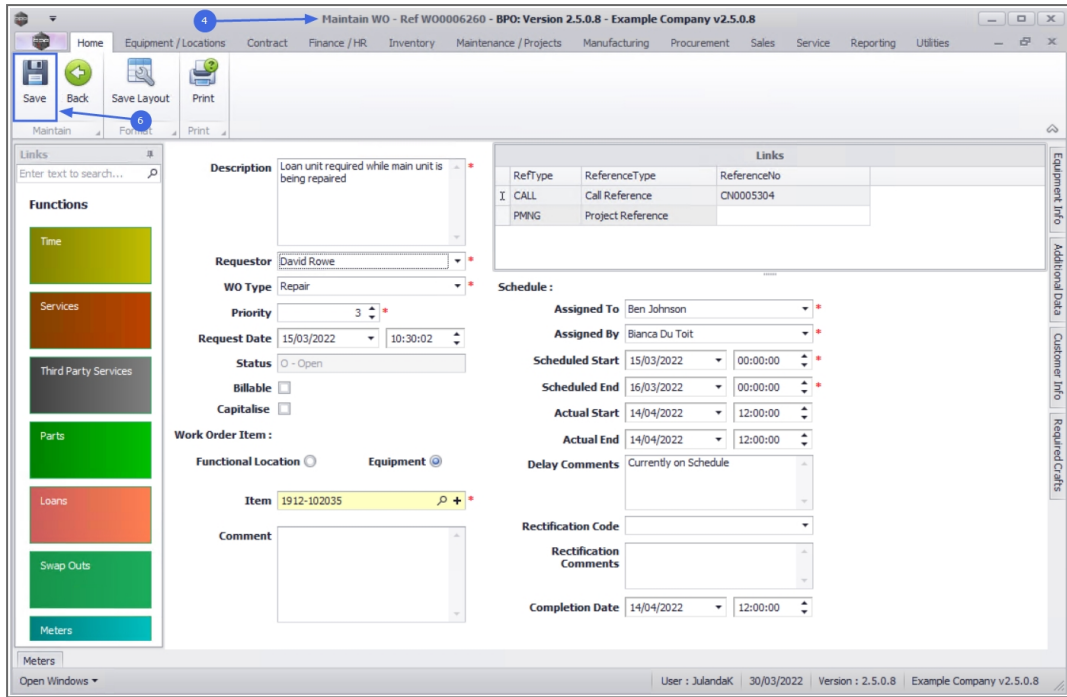 4
Maintain WO - Ref WO0006260 - BPO: Version 2.5.0.8 - Example Company v2.5.0.8
Home Equipment / Locations Contract Finance / HR Inventory Maintenance / Projects Manufacturing Procurement Sales Service Reporting Utilities
Save Back Save Layout Print
6
Maintain Format Print
Links
Enter text to search...
Functions
Time
Services
Third Party Services
Parts
Loans
Swap Outs
Meters
Description Loan unit required while main unit is *
being repaired
Requestor David Rowe *
WO Type Repair *
Priority 3 *
Request Date 15/03/2022 10:30:02
Status O - Open
Billable
Capitalise
Work Order Item :
Functional Location Equipment
Item 1912-102035 *
Comment
Links
RefType ReferenceType ReferenceNo
CALL Call Reference CN0005304
PMNG Project Reference
Schedule :
Assigned To Ben Johnson *
Assigned By Bianca Du Toit *
Scheduled Start 15/03/2022 00:00:00 *
Scheduled End 16/03/2022 00:00:00 *
Actual Start 14/04/2022 12:00:00
Actual End 14/04/2022 12:00:00
Delay Comments Currently on Schedule
Rectification Code
Rectification
Comments
Completion Date 14/04/2022 12:00:00
Equipment Info
Additional Data
Customer Info
Required Crafts
Meters
Open Windows User : JulandaK 30/03/2022 Version : 2.5.0.8 Example Company v2.5.0.8